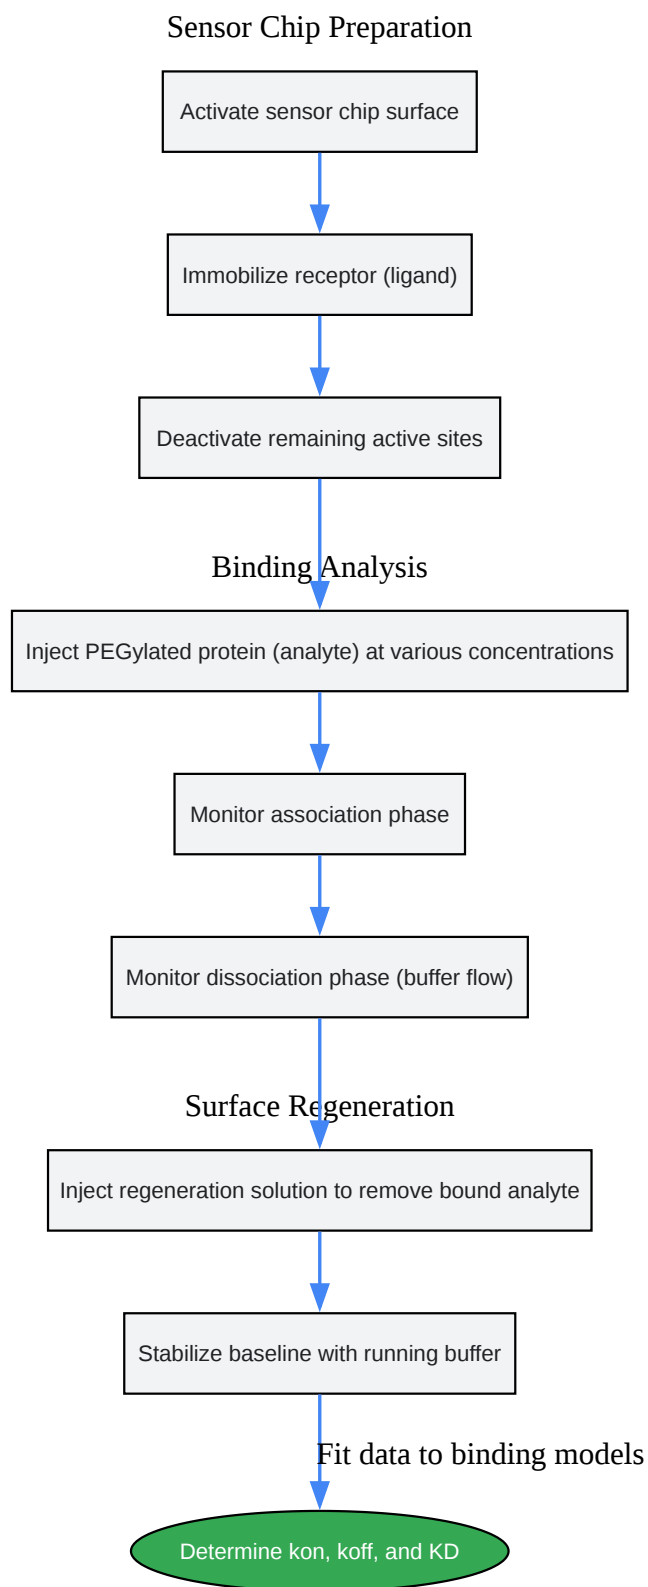 Sensor Chip Preparation
Activate sensor chip surface
Immobilize receptor (ligand)
Deactivate remaining active sites
Binding Analysis
Inject PEGylated protein (analyte) at various concentrations
Monitor association phase
Monitor dissociation phase (buffer flow)
Surface Regeneration
Inject regeneration solution to remove bound analyte
Stabilize baseline with running buffer
Fit data to binding models
Determine kon, koff, and KD